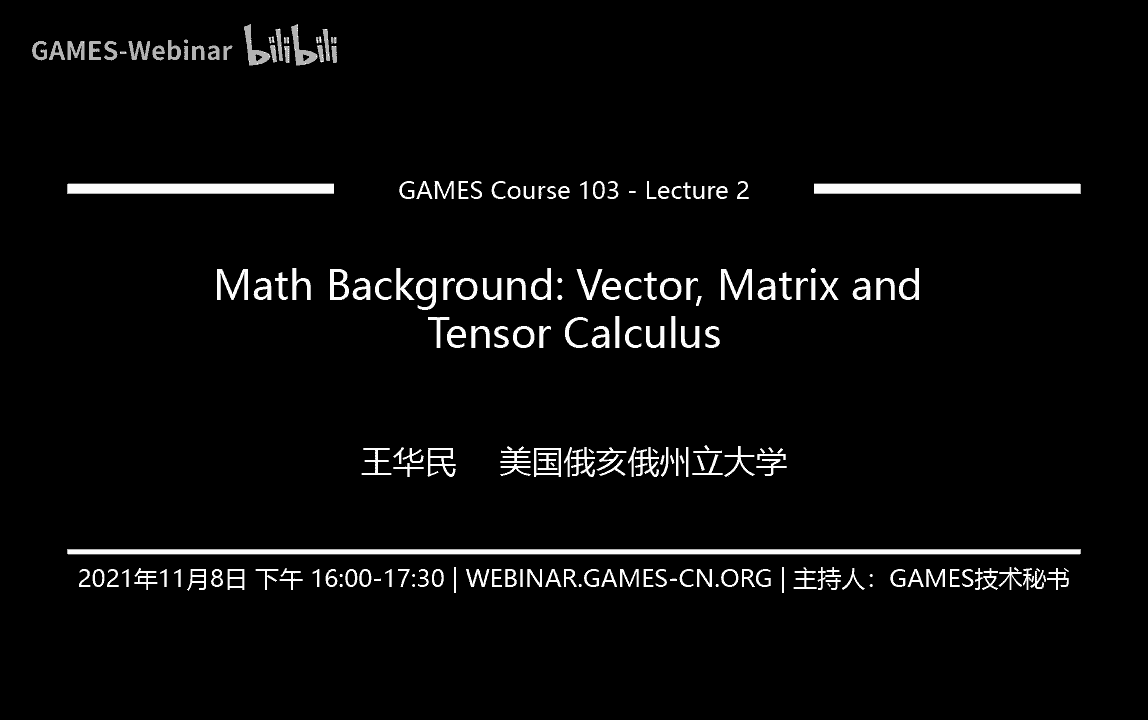 GAMES-Webinar bilibili
GAMES Course 103 - Lecture 2
Math Background: Vector, Matrix and
Tensor Calculus
王华民 美国俄亥俄州立大学
2021年11月8日 下午 16:00-17:30 | WEBINAR.GAMES-CN.ORG | 主持人：GAMES技术秘书